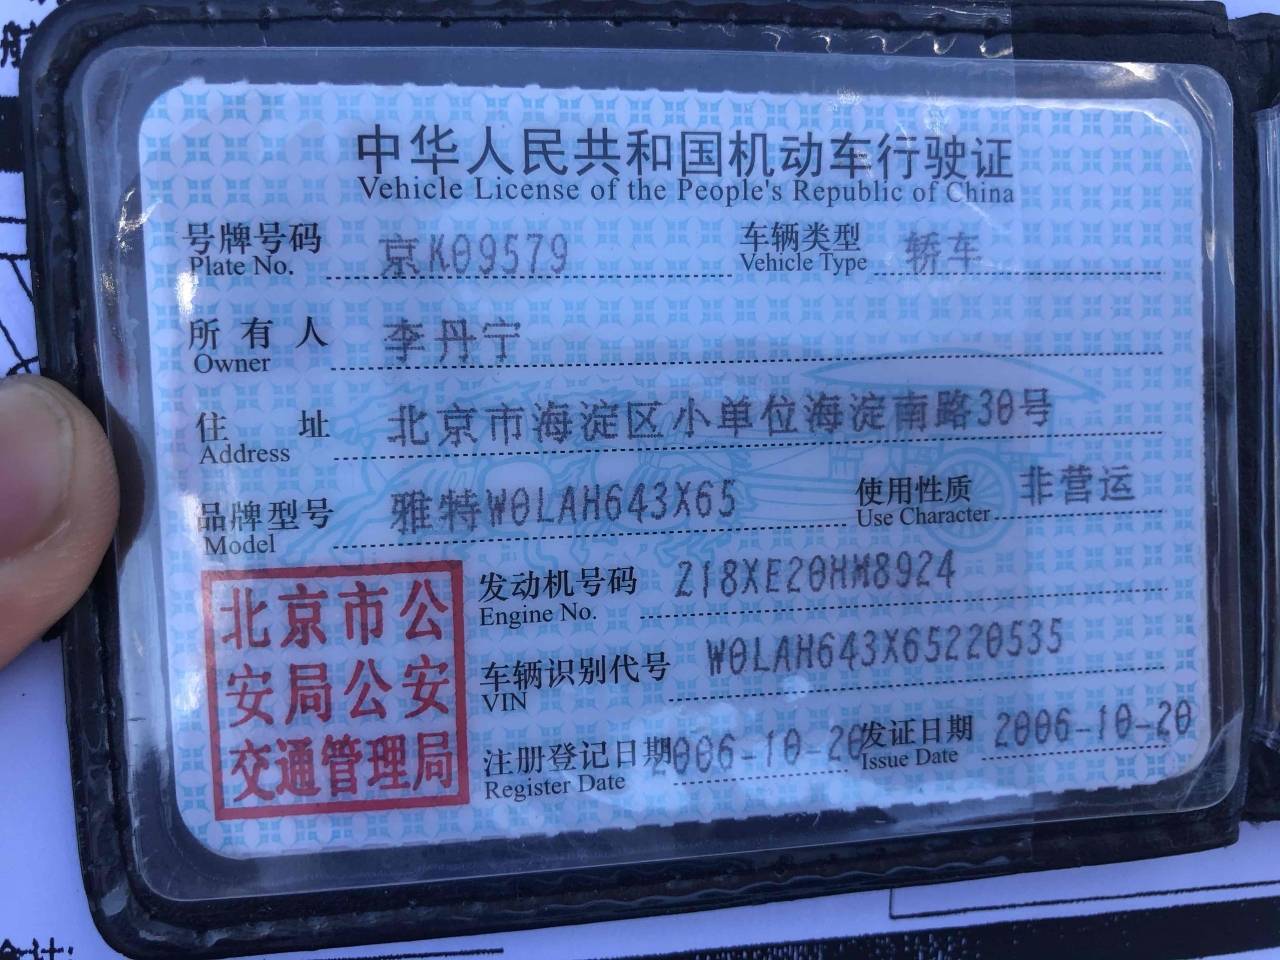 中华人民共和国机动车行驶证
Vehicle License of the People's Republic of China
号牌号码 京K09579 车辆类型 轿车
Plate No. Vehicle Type
所有人 李丹宁
Owner
住址 北京市海淀区小单位海淀南路30号
Address
品牌型号 雅特W0LAH643X65 使用性质 非营运
Model Use Character
发动机号码 Z18XE20HM8924
Engine No.
车辆识别代号 W0LAH643X65220535
VIN
注册登记日期 2006-10-20 发证日期 2006-10-20
Register Date Issue Date
北京市公
安局公安
交通管理局